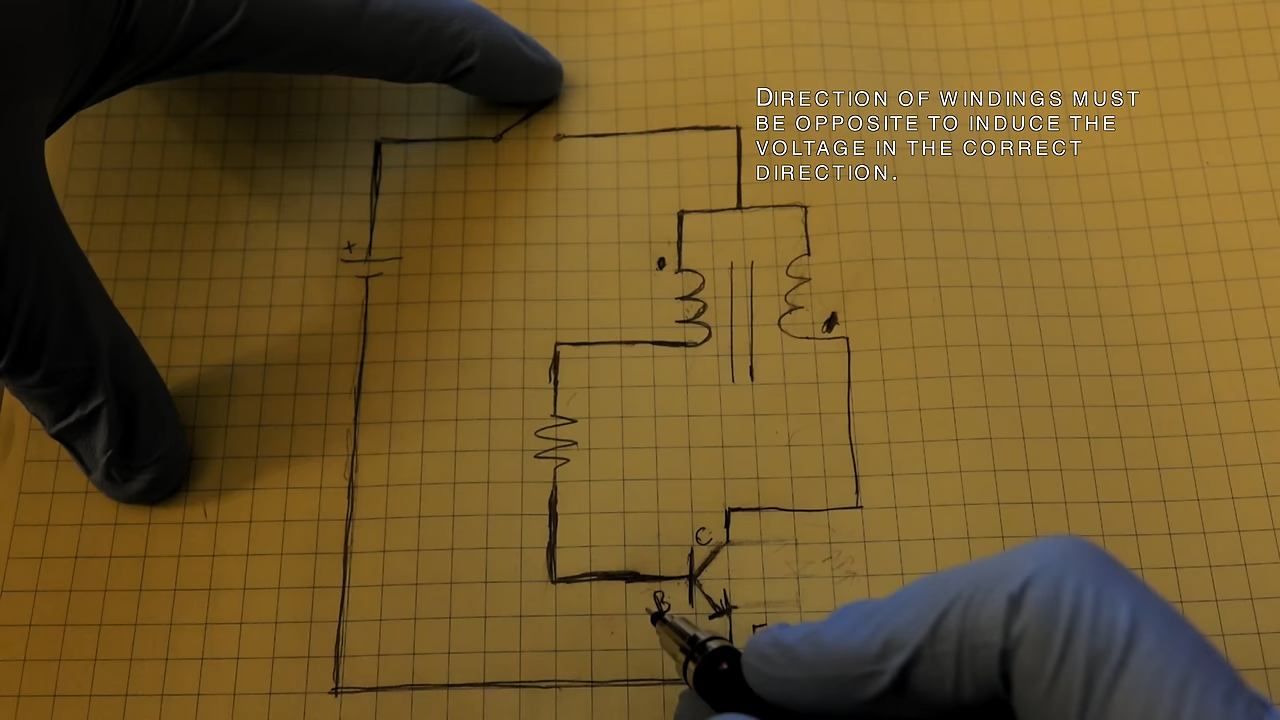 DIRECTION OF WINDINGS MUST
BE OPPOSITE TO INDUCE THE
VOLTAGE IN THE CORRECT
DIRECTION.
+
C
B